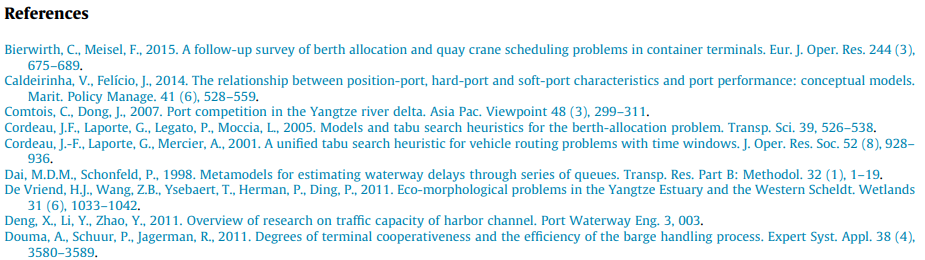 References
Bierwirth, C., Meisel, F., 2015. A follow-up survey of berth allocation and quay crane scheduling problems in container terminals. Eur. J. Oper. Res. 244 (3),
675–689.
Caldeirinha, V., Felício, J., 2014. The relationship between position-port, hard-port and soft-port characteristics and port performance: conceptual models.
Marit. Policy Manage. 41 (6), 528–559.
Comtois, C., Dong, J., 2007. Port competition in the Yangtze river delta. Asia Pac. Viewpoint 48 (3), 299–311.
Cordeau, J.F., Laporte, G., Legato, P., Moccia, L., 2005. Models and tabu search heuristics for the berth-allocation problem. Transp. Sci. 39, 526–538.
Cordeau, J.-F., Laporte, G., Mercier, A., 2001. A unified tabu search heuristic for vehicle routing problems with time windows. J. Oper. Res. Soc. 52 (8), 928–
936.
Dai, M.D.M., Schonfeld, P., 1998. Metamodels for estimating waterway delays through series of queues. Transp. Res. Part B: Methodol. 32 (1), 1–19.
De Vriend, H.J., Wang, Z.B., Ysebaert, T., Herman, P., Ding, P., 2011. Eco-morphological problems in the Yangtze Estuary and the Western Scheldt. Wetlands
31 (6), 1033–1042.
Deng, X., Li, Y., Zhao, Y., 2011. Overview of research on traffic capacity of harbor channel. Port Waterway Eng. 3, 003.
Douma, A., Schuur, P., Jagerman, R., 2011. Degrees of terminal cooperativeness and the efficiency of the barge handling process. Expert Syst. Appl. 38 (4),
3580–3589.